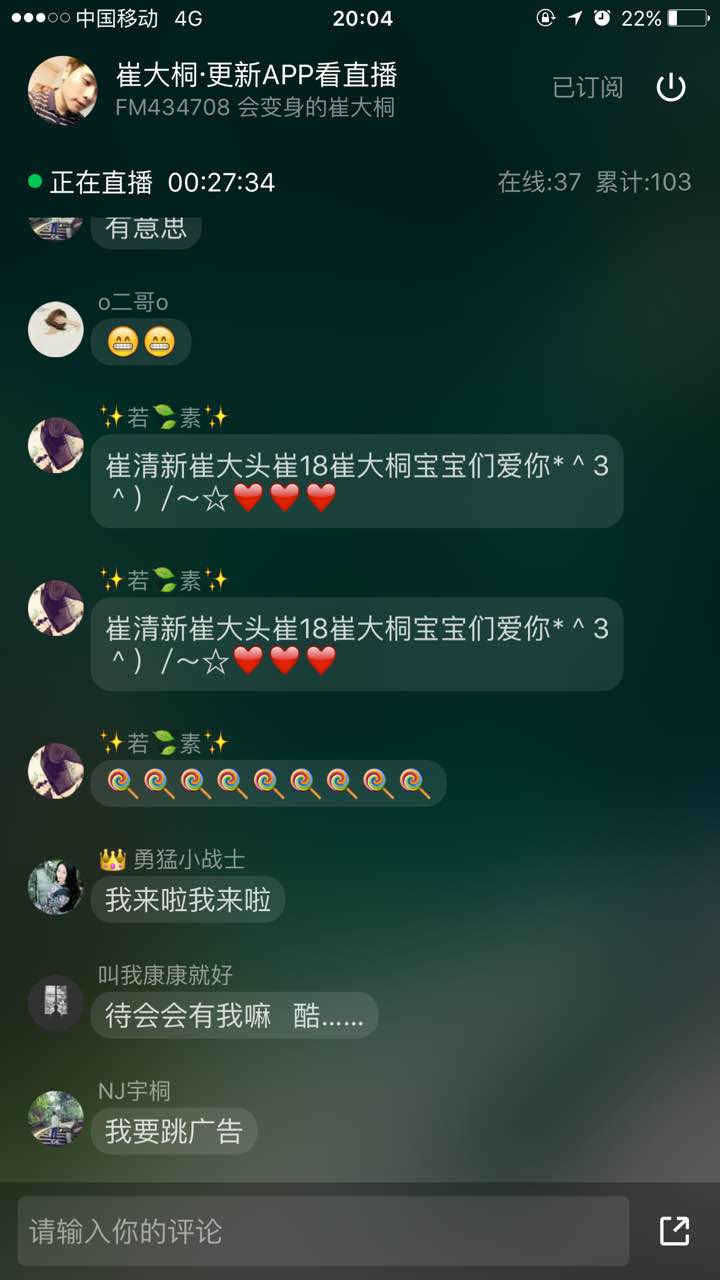 中国移动 4G 20:04 22%
崔大桐·更新APP看直播
FM434708 会变身的崔大桐
已订阅
正在直播 00:27:34
在线:37 累计:103
有意思
o二哥o
😁😁
✨若🍃素✨
崔清新崔大头崔18崔大桐宝宝们爱你*＾3
＾）/～☆❤️❤️❤️
✨若🍃素✨
崔清新崔大头崔18崔大桐宝宝们爱你*＾3
＾）/～☆❤️❤️❤️
✨若🍃素✨
🍭🍭🍭🍭🍭🍭🍭🍭🍭
👑勇猛小战士
我来啦我来啦
叫我康康就好
待会会有我嘛 酷……
NJ宇桐
我要跳广告
请输入你的评论